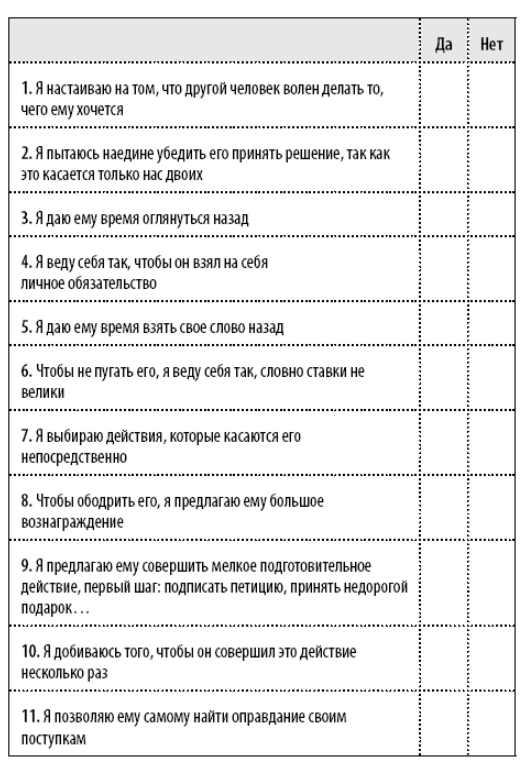 Да Нет
1. Я настаиваю на том, что другой человек волен делать то,
чего ему хочется
2. Я пытаюсь наедине убедить его принять решение, так как
это касается только нас двоих
3. Я даю ему время оглянуться назад
4. Я веду себя так, чтобы он взял на себя
личное обязательство
5. Я даю ему время взять свое слово назад
6. Чтобы не пугать его, я веду себя так, словно ставки не
велики
7. Я выбираю действия, которые касаются его
непосредственно
8. Чтобы ободрить его, я предлагаю ему большое
вознаграждение
9. Я предлагаю ему совершить мелкое подготовительное
действие, первый шаг: подписать петицию, принять недорогой
подарок...
10. Я добиваюсь того, чтобы он совершил это действие
несколько раз
11. Я позволяю ему самому найти оправдание своим
поступкам